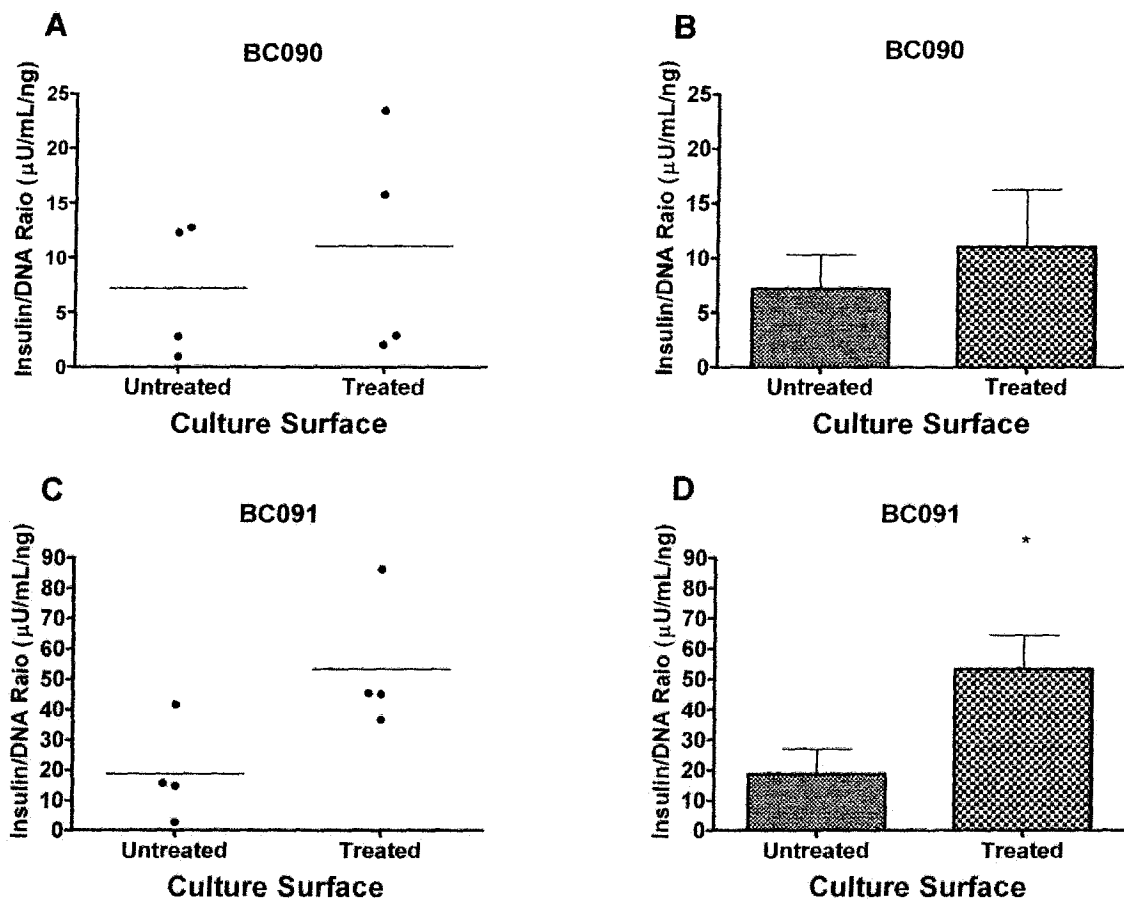 A
BC090
Insulin/DNA Raio (μU/mL/ng)
25
20
15
10
5
0
Untreated Treated
Culture Surface
B
BC090
Insulin/DNA Raio (μU/mL/ng)
25
20
15
10
5
0
Untreated Treated
Culture Surface
C
BC091
Insulin/DNA Raio (μU/mL/ng)
90
80
70
60
50
40
30
20
10
0
Untreated Treated
Culture Surface
D
BC091
*
Insulin/DNA Raio (μU/mL/ng)
90
80
70
60
50
40
30
20
10
0
Untreated Treated
Culture Surface